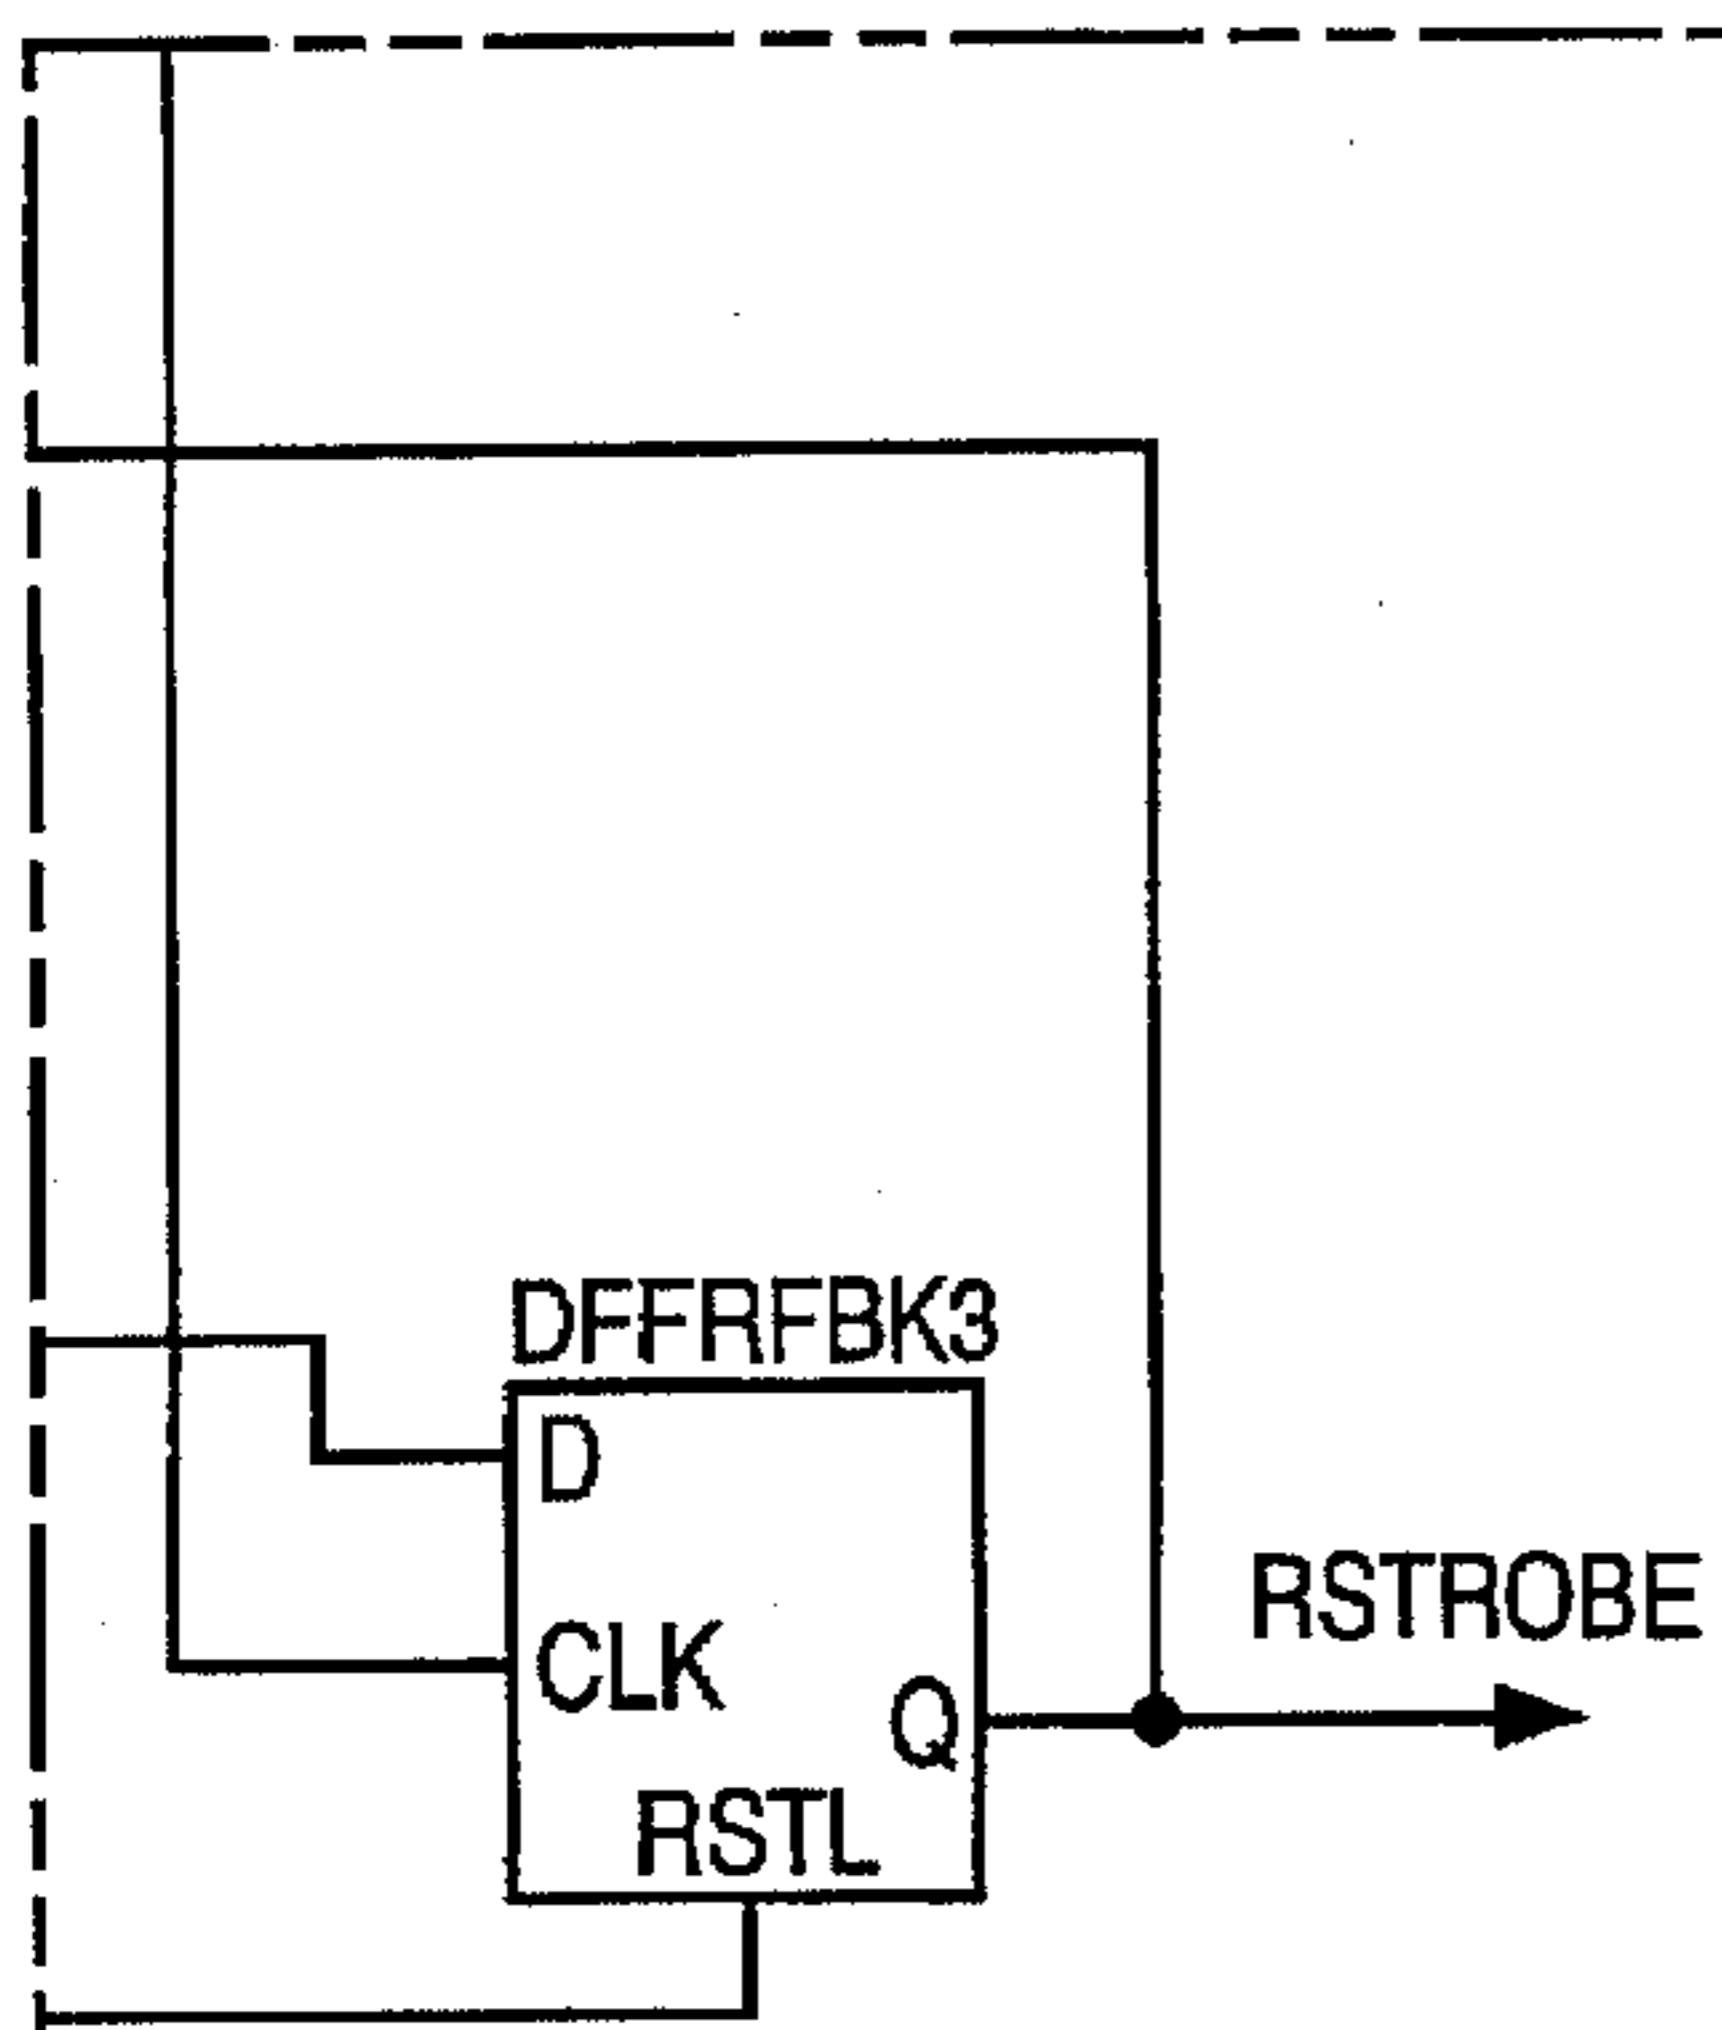 DFFRFBK3
D
RSTROBE
CLK
Q
RSTL